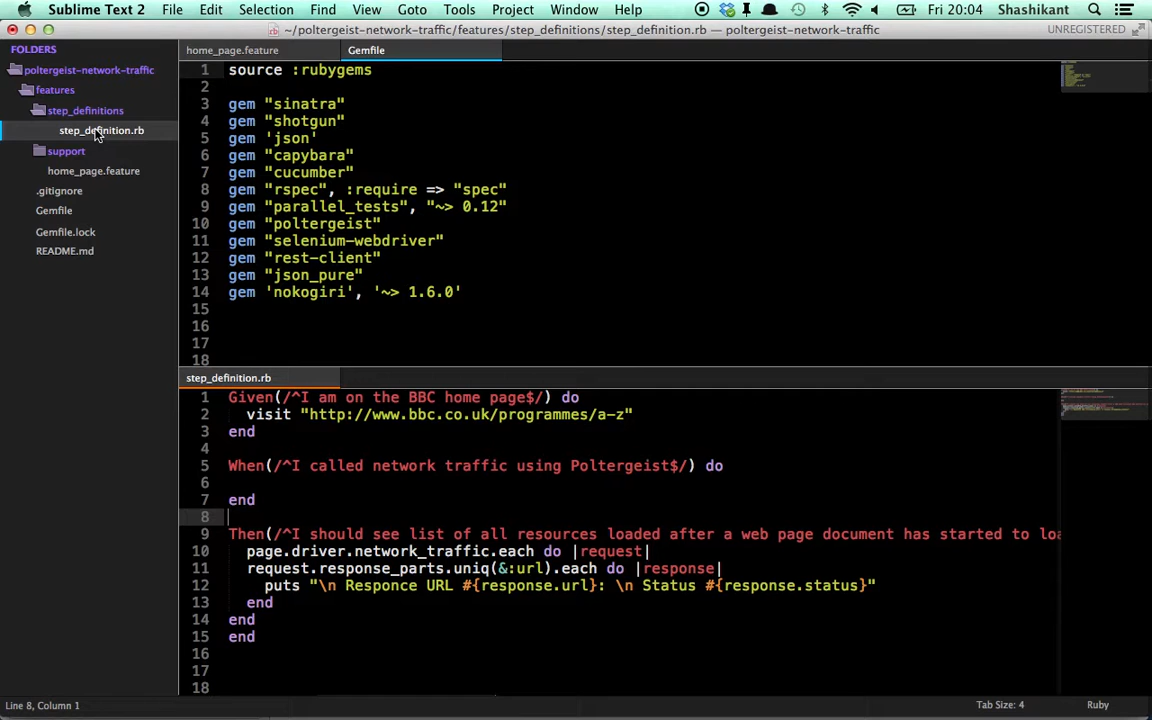 Sublime Text 2 File Edit Selection Find View Goto Tools Project Window Help Fri 20:04 Shashikant
~/poltergeist-network-traffic/features/step_definitions/step_definition.rb — poltergeist-network-traffic UNREGISTERED
FOLDERS
poltergeist-network-traffic
features
step_definitions
step_definition.rb
support
home_page.feature
.gitignore
Gemfile
Gemfile.lock
README.md
home_page.feature Gemfile
1 source :rubygems
2
3 gem "sinatra"
4 gem "shotgun"
5 gem 'json'
6 gem "capybara"
7 gem "cucumber"
8 gem "rspec", :require => "spec"
9 gem "parallel_tests", "~> 0.12"
10 gem "poltergeist"
11 gem "selenium-webdriver"
12 gem "rest-client"
13 gem "json_pure"
14 gem 'nokogiri', '~> 1.6.0'
15
16
17
18
step_definition.rb
1 Given(/^I am on the BBC home page$/) do
2 visit "http://www.bbc.co.uk/programmes/a-z"
3 end
4
5 When(/^I called network traffic using Poltergeist$/) do
6
7 end
8
9 Then(/^I should see list of all resources loaded after a web page document has started to loa
10 page.driver.network_traffic.each do |request|
11 request.response_parts.uniq(&:url).each do |response|
12 puts "\n Responce URL #{response.url}: \n Status #{response.status}"
13 end
14 end
15 end
16
17
18
Line 8, Column 1 Tab Size: 4 Ruby